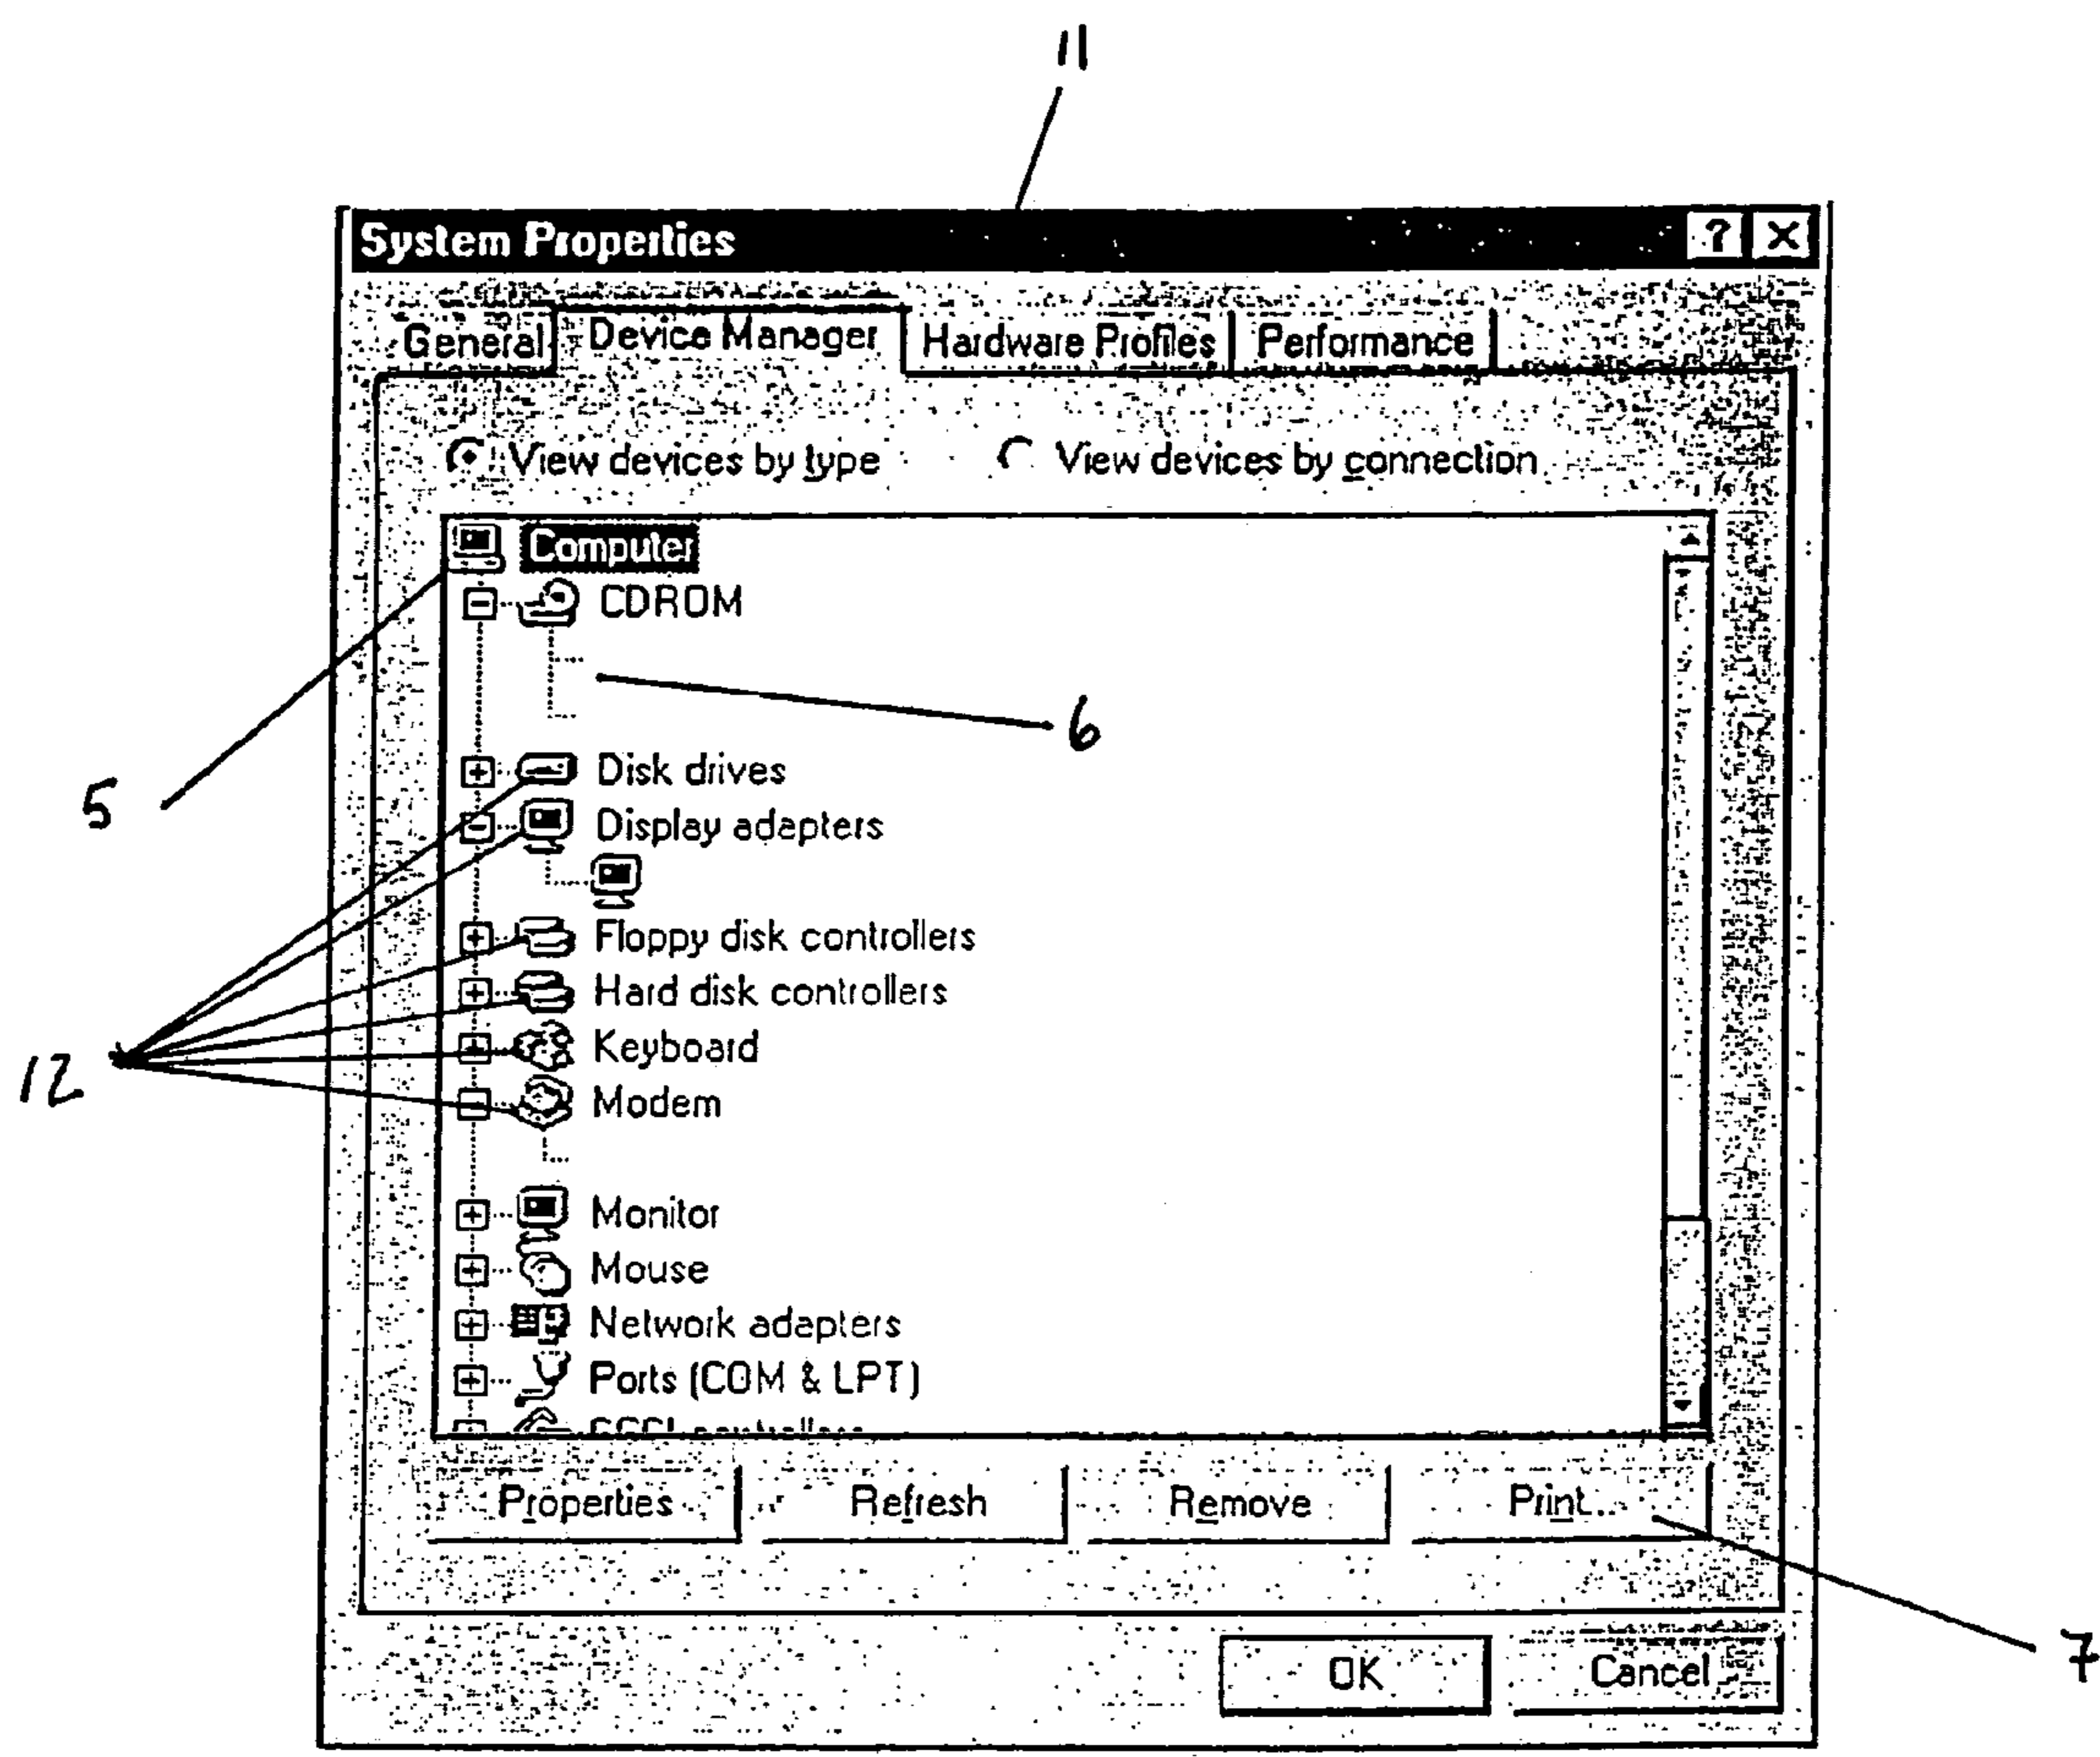 11
System Properties ? X
General Device Manager Hardware Profiles Performance
View devices by type View devices by connection
Computer
CDROM
6
Disk drives
5
Display adapters
Floppy disk controllers
Hard disk controllers
Keyboard
12
Modem
Monitor
Mouse
Network adapters
Ports (COM & LPT)
Properties Refresh Remove Print...
OK Cancel
7